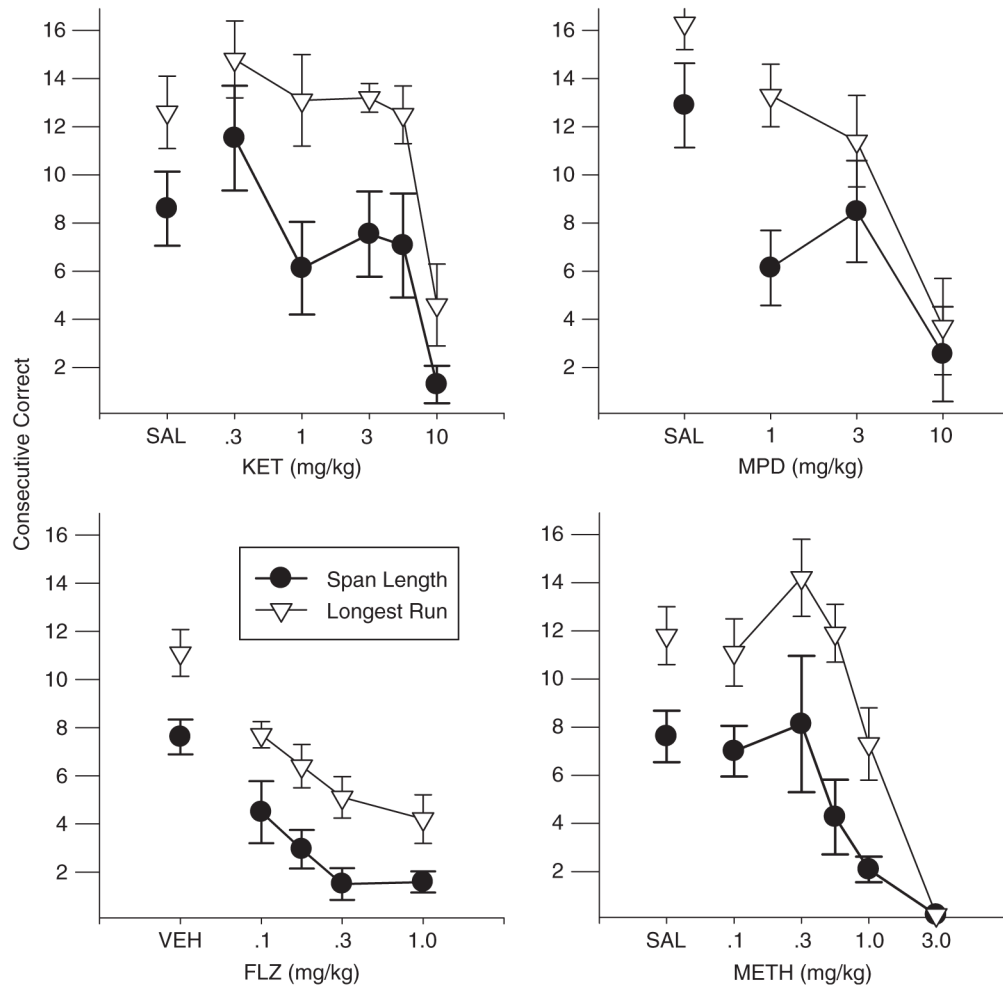 Consecutive Correct
16
14
12
10
8
6
4
2
SAL .3 1 3 10
KET (mg/kg)
16
14
12
10
8
6
4
2
SAL 1 3 10
MPD (mg/kg)
16
14
12
10
8
6
4
2
Span Length
Longest Run
VEH .1 .3 1.0
FLZ (mg/kg)
16
14
12
10
8
6
4
2
SAL .1 .3 1.0 3.0
METH (mg/kg)